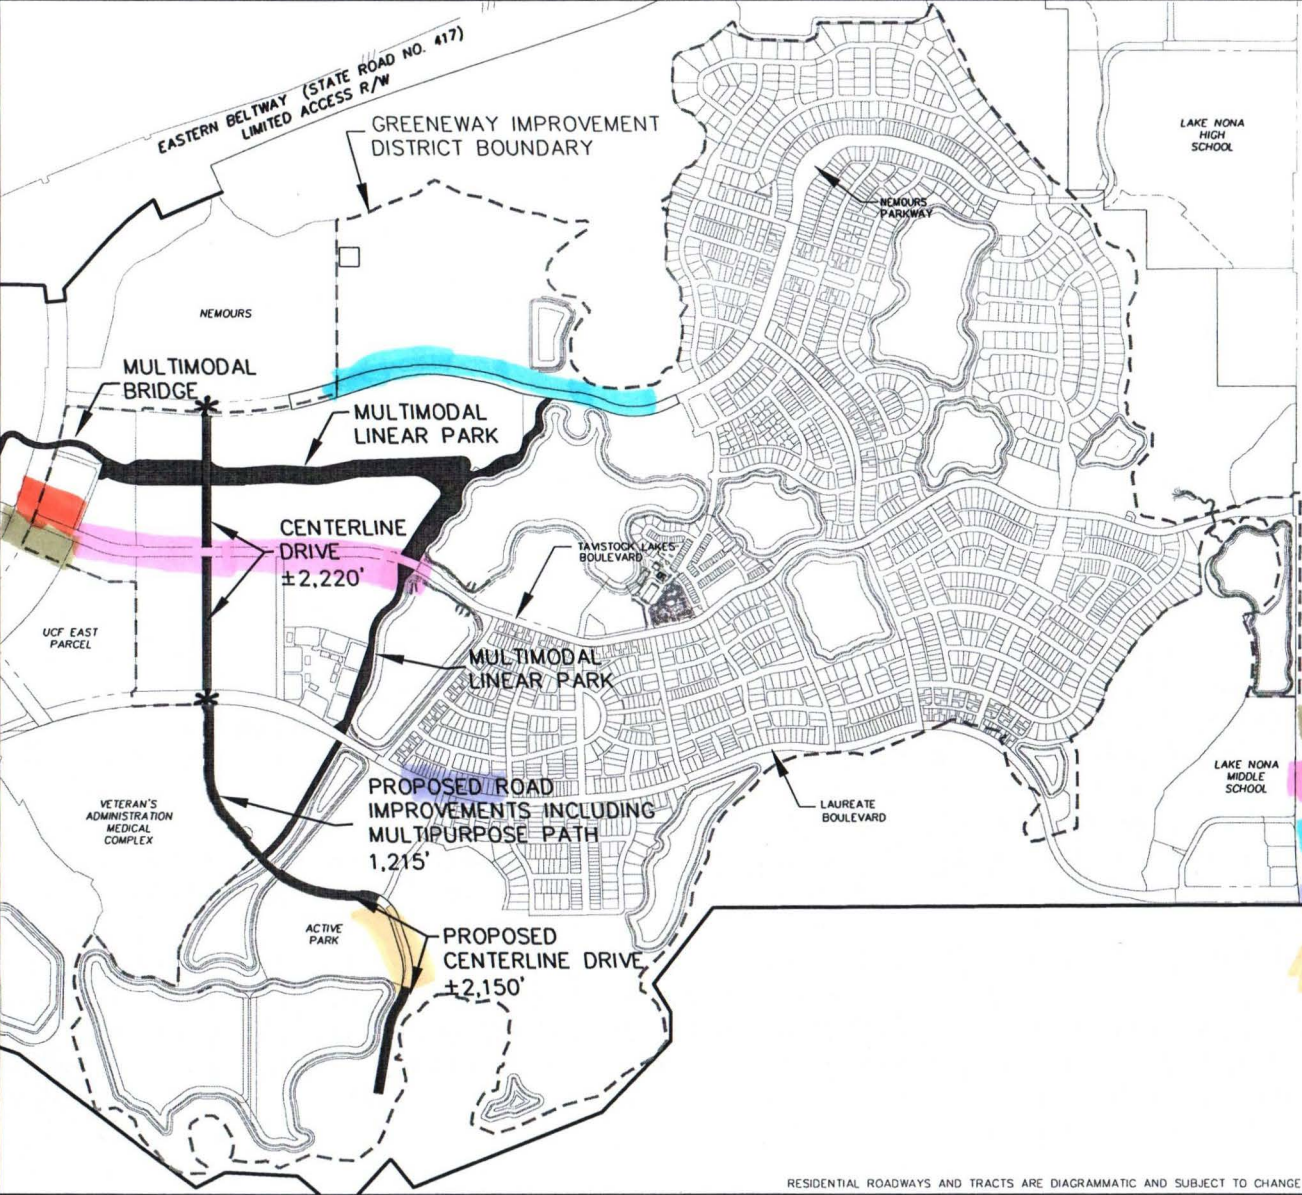 EASTERN BELTWAY (STATE ROAD NO. 417)
LIMITED ACCESS R/W
GREENEWAY IMPROVEMENT
DISTRICT BOUNDARY
LAKE NONA
HIGH
SCHOOL
NEMOURS
PARKWAY
NEMOURS
MULTIMODAL
BRIDGE
MULTIMODAL
LINEAR PARK
CENTERLINE
DRIVE
±2,220'
TAVISTOCK LAKES
BOULEVARD
UCF EAST
PARCEL
MULTIMODAL
LINEAR PARK
PROPOSED ROAD
IMPROVEMENTS INCLUDING
MULTIPURPOSE PATH
1,215'
LAKE NONA
MIDDLE
SCHOOL
VETERAN'S
ADMINISTRATION
MEDICAL
COMPLEX
LAUREATE
BOULEVARD
ACTIVE
PARK
PROPOSED
CENTERLINE DRIVE
±2,150'
RESIDENTIAL ROADWAYS AND TRACTS ARE DIAGRAMMATIC AND SUBJECT TO CHANGE